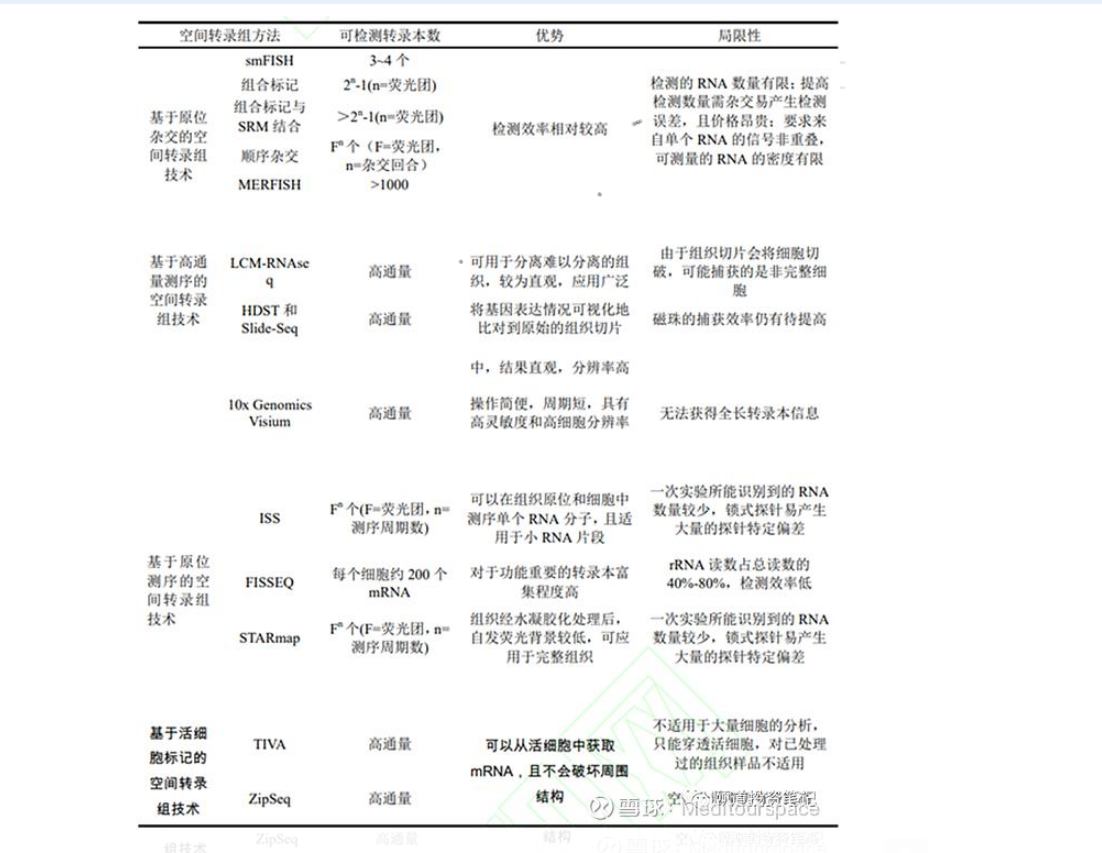 空间转录组方法 可检测转录本数 优势 局限性
基于原位
杂交的空
间转录组
技术
smFISH
3~4 个
组合标记
2ⁿ-1(n=荧光团)
组合标记与
SRM 结合
＞2ⁿ-1(n=荧光团)
顺序杂交
Fⁿ 个（F=荧光团，
n=杂交回合）
MERFISH
>1000
检测效率相对较高
检测的 RNA 数量有限；提高
检测数量需杂交易产生检测
误差，且价格昂贵；要求来
自单个 RNA 的信号非重叠，
可测量的 RNA 的密度有限
基于高通
量测序的
空间转录
组技术
LCM-RNAse
q
高通量
可用于分离难以分离的组
织，较为直观，应用广泛
由于组织切片会将细胞切
破，可能捕获的是非完整细
胞
HDST 和
Slide-Seq
高通量
将基因表达情况可视化地
比对到原始的组织切片
中，结果直观，分辨率高
磁珠的捕获效率仍有待提高
10x Genomics
Visium
高通量
操作简便，周期短，具有
高灵敏度和高细胞分辨率
无法获得全长转录本信息
基于原位
测序的空
间转录组
技术
ISS
Fⁿ 个(F=荧光团，n=
测序周期数)
可以在组织原位和细胞中
测序单个 RNA 分子，且适
用于小 RNA 片段
一次实验所能识别到的 RNA
数量较少，锁式探针易产生
大量的探针特定偏差
FISSEQ
每个细胞约 200 个
mRNA
对于功能重要的转录本富
集程度高
rRNA 读数占总读数的
40%-80%，检测效率低
STARmap
Fⁿ 个(F=荧光团，n=
测序周期数)
组织经水凝胶化处理后，
自发荧光背景较低，可应
用于完整组织
一次实验所能识别到的 RNA
数量较少，锁式探针易产生
大量的探针特定偏差
基于活细
胞标记的
空间转录
组技术
TIVA
高通量
可以从活细胞中获取
mRNA，且不会破坏周围
结构
不适用于大量细胞的分析，
只能穿透活细胞，对已处理
过的组织样品不适用
ZipSeq
高通量
空
雪球：Meditourspace
组技术
ZipSeq
高通量
结构